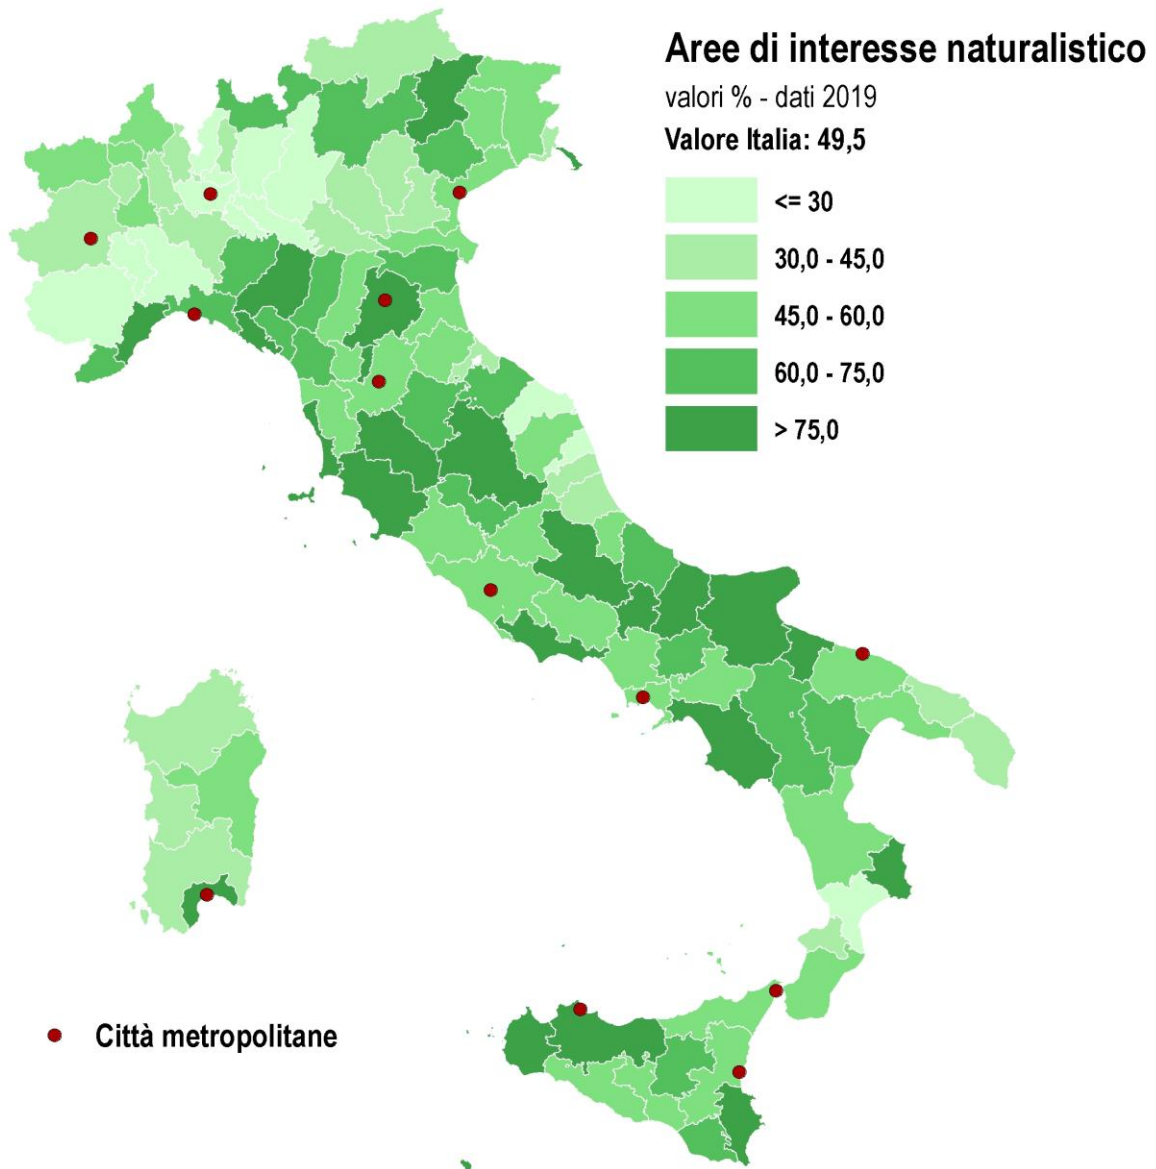 Aree di interesse naturalistico
valori % - dati 2019
Valore Italia: 49,5
<= 30
30,0 - 45,0
45,0 - 60,0
60,0 - 75,0
> 75,0
Città metropolitane